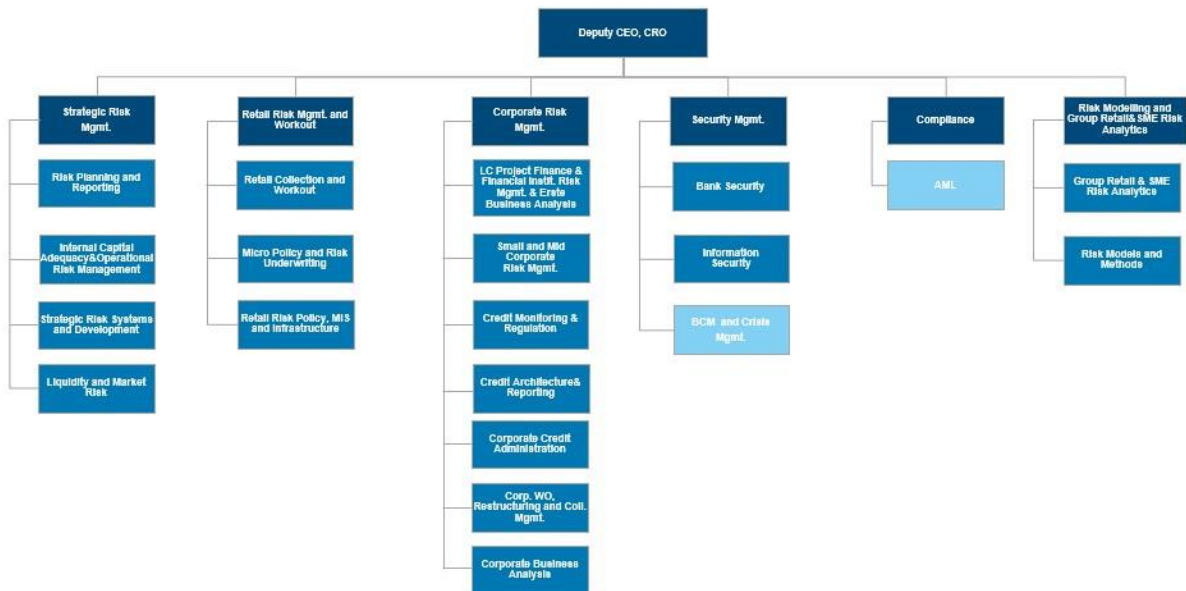 Deputy CEO, CRO
Strategic Risk
Mgmt.
Risk Planning and
Reporting
Internal Capital
Adequacy&Operational
Risk Management
Strategic Risk Systems
and Development
Liquidity and Market
Risk
Retail Risk Mgmt. and
Workout
Retail Collection and
Workout
Micro Policy and Risk
Underwriting
Retail Risk Policy, MIS
and Infrastructure
Corporate Risk
Mgmt.
LC Project Finance &
Financial Instit. Risk
Mgmt. & Erste
Business Analysis
Small and Mid
Corporate
Risk Mgmt.
Credit Monitoring &
Regulation
Credit Architecture&
Reporting
Corporate Credit
Administration
Corp. WO,
Restructuring and Coll.
Mgmt.
Corporate Business
Analysis
Security Mgmt.
Bank Security
Information
Security
BCM and Crisis
Mgmt.
Compliance
AML
Risk Modelling and
Group Retail&SME Risk
Analytics
Group Retail & SME
Risk Analytics
Risk Models and
Methods